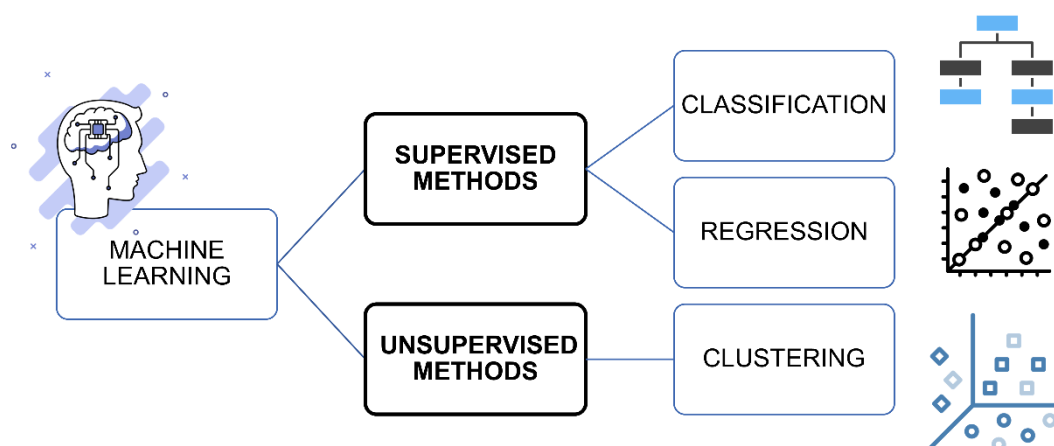 MACHINE
LEARNING
SUPERVISED
METHODS
UNSUPERVISED
METHODS
CLASSIFICATION
REGRESSION
CLUSTERING